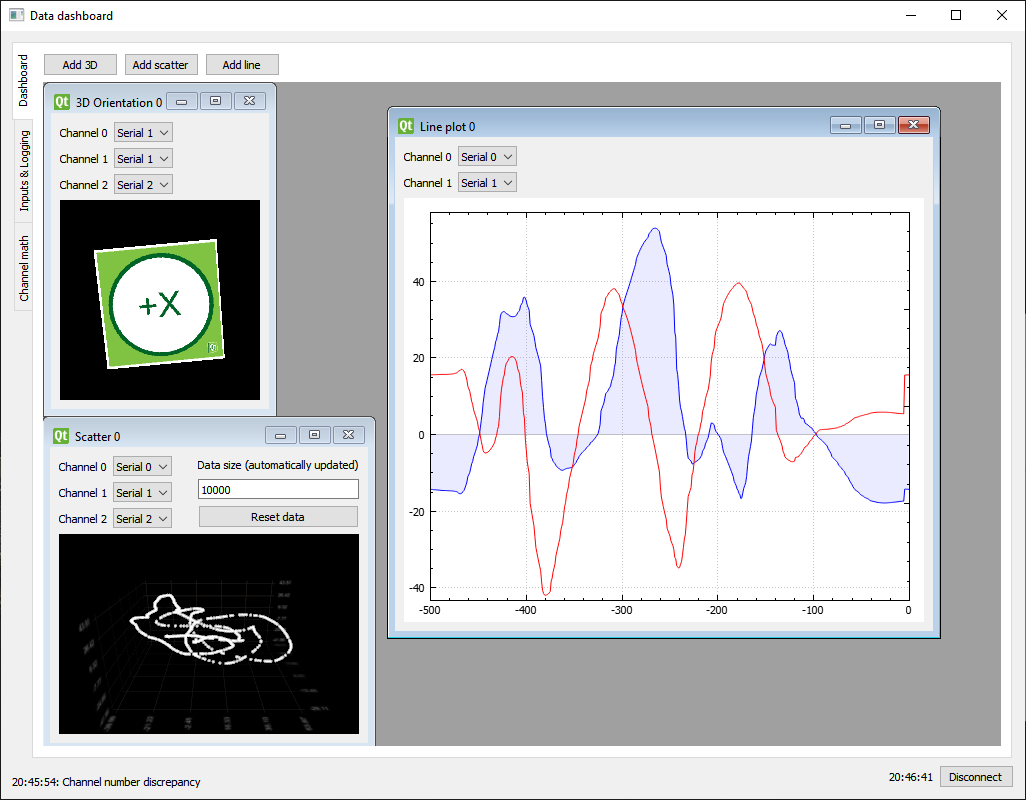 Data dashboard
Dashboard
Inputs & Logging
Channel math
Add 3D
Add scatter
Add line
Qt 3D Orientation 0
Channel 0 Serial 1
Channel 1 Serial 1
Channel 2 Serial 2
+X
Qt Scatter 0
Channel 0 Serial 0
Channel 1 Serial 1
Channel 2 Serial 2
Data size (automatically updated)
10000
Reset data
Qt Line plot 0
Channel 0 Serial 0
Channel 1 Serial 1
40
20
0
-20
-40
-500 -400 -300 -200 -100 0
20:45:54: Channel number discrepancy
20:46:41
Disconnect